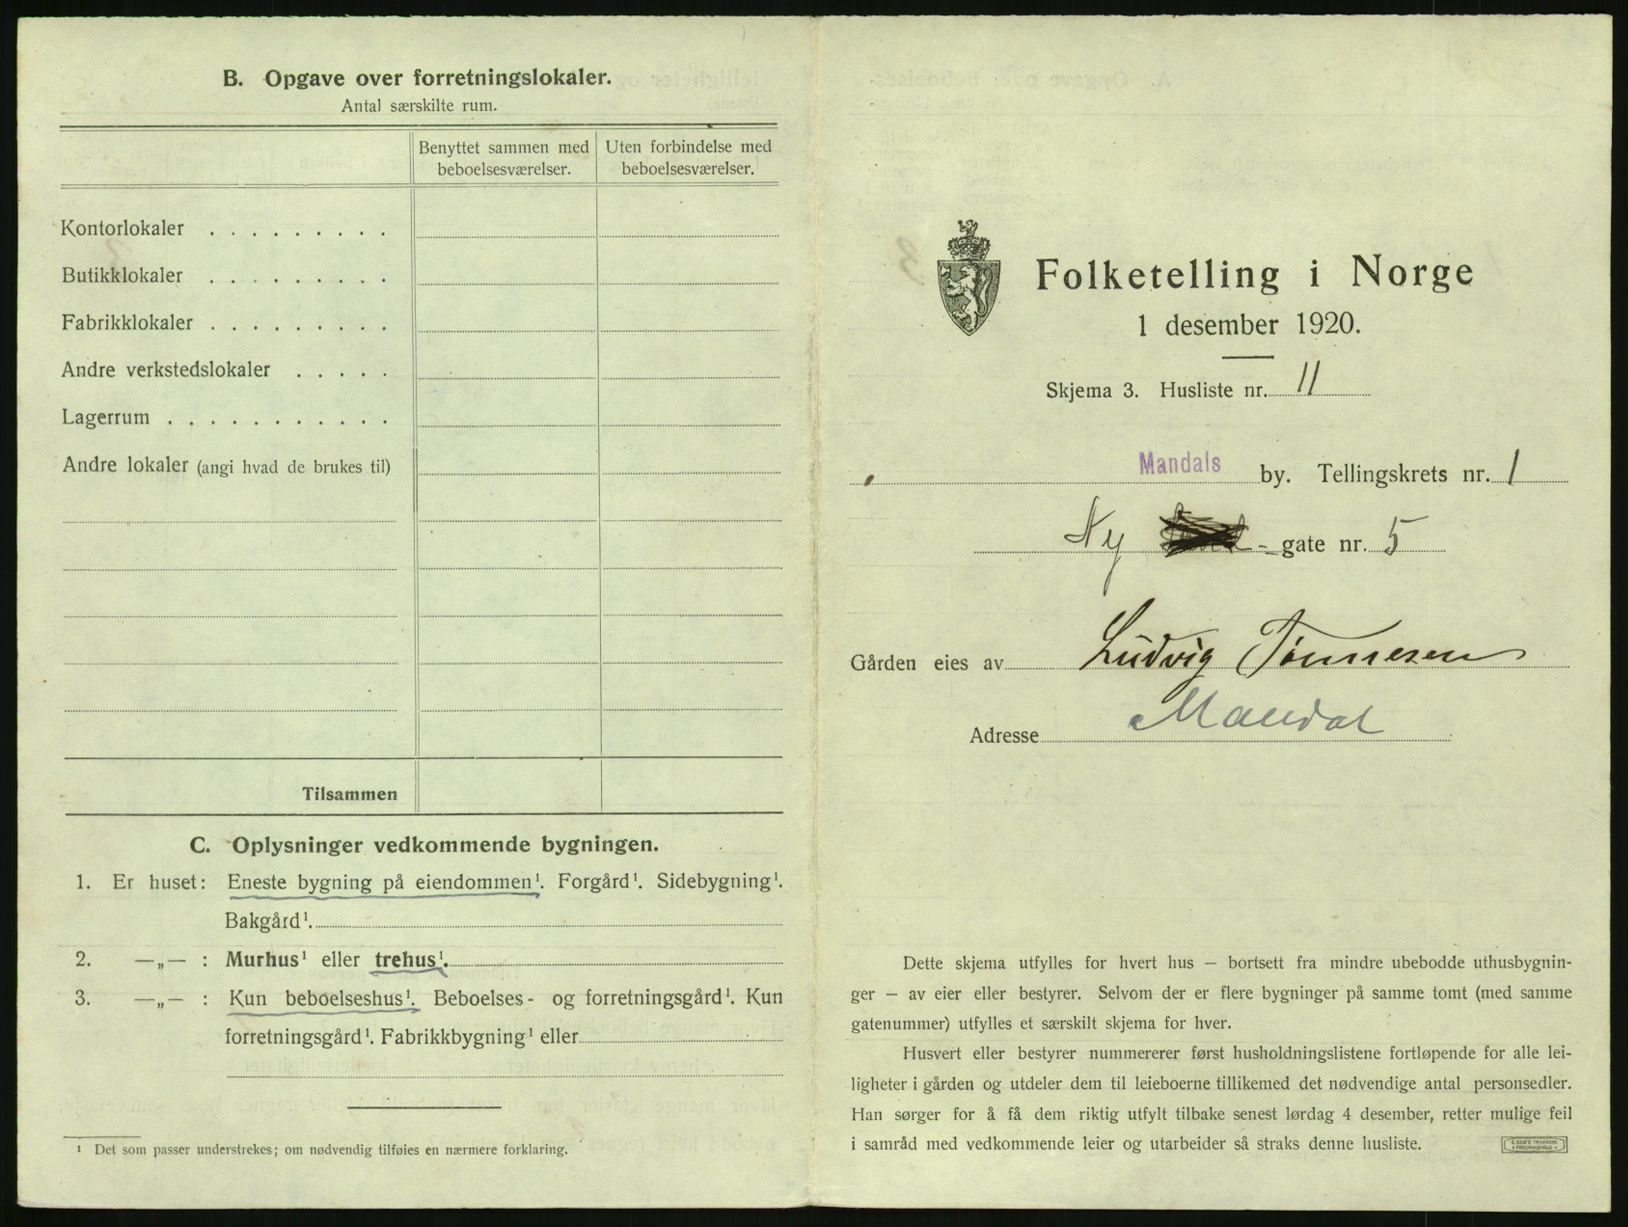 B. Opgave over forretningslokaler.
Antal særskilte rum.
Benyttet sammen med beboelsesværelser.
Uten forbindelse med beboelsesværelser.
Kontorlokaler . . . . . . . . .
Butikklokaler . . . . . . . . .
Fabrikklokaler . . . . . . . . .
Andre verkstedslokaler . . . . .
Lagerrum . . . . . . . . . . .
Andre lokaler (angi hvad de brukes til)
Tilsammen
C. Oplysninger vedkommende bygningen.
1. Er huset: Eneste bygning på eiendommen¹. Forgård¹. Sidebygning¹.
Bakgård¹.
2. —„— : Murhus¹ eller trehus¹.
3. —„— : Kun beboelseshus¹. Beboelses- og forretningsgård¹. Kun
forretningsgård¹. Fabrikkbygning¹ eller
¹ Det som passer understrekes; om nødvendig tilføies en nærmere forklaring.
Folketelling i Norge
1 desember 1920.
Skjema 3. Husliste nr. 11
Mandals by. Tellingskrets nr. 1
Ny - gate nr. 5
Gården eies av Ludvig Tönnesen
Adresse Mandal
Dette skjema utfylles for hvert hus — bortsett fra mindre ubebodde uthusbygnin-
ger — av eier eller bestyrer. Selvom der er flere bygninger på samme tomt (med samme
gatenummer) utfylles et særskilt skjema for hver.
Husvert eller bestyrer nummererer først husholdningslistene fortløpende for alle lei-
ligheter i gården og utdeler dem til leieboerne tillikemed det nødvendige antal personsedler.
Han sørger for å få dem riktig utfylt tilbake senest lørdag 4 desember, retter mulige feil
i samråd med vedkommende leier og utarbeider så straks denne husliste.